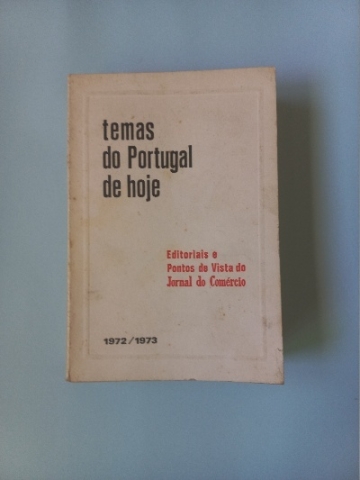 temas
do Portugal
de hoje
Editoriais e
Pontos de Vista do
Jornal do Comércio
1972/1973